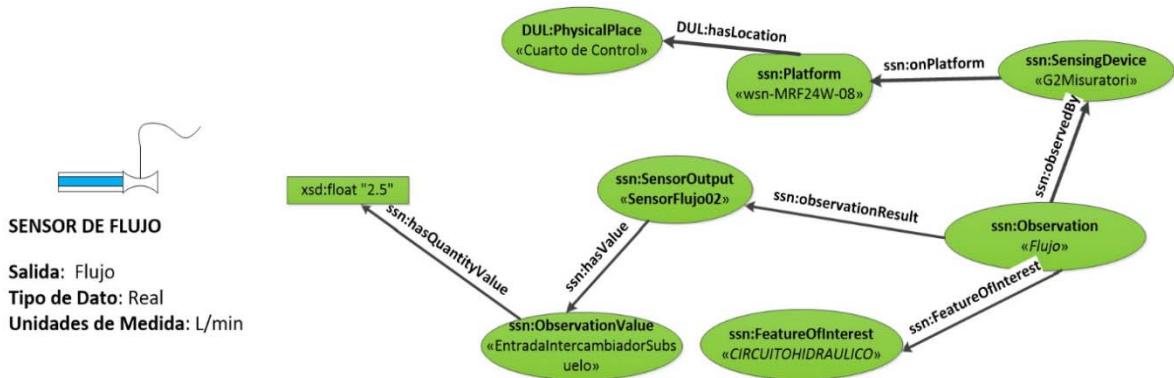 DUL:PhysicalPlace
«Cuarto de Control»
DUL:hasLocation
ssn:Platform
«wsn-MRF24W-08»
ssn:onPlatform
ssn:SensingDevice
«G2Misuratori»
ssn:observedBy
xsd:float "2.5"
ssn:hasQuantityValue
ssn:SensorOutput
«SensorFlujo02»
ssn:observationResult
ssn:Observation
«Flujo»
ssn:hasValue
ssn:FeatureOfInterest
ssn:ObservationValue
«EntradaIntercambiadorSubs
uelo»
ssn:FeatureOfInterest
«CIRCUITOHIDRAULICO»
SENSOR DE FLUJO
Salida: Flujo
Tipo de Dato: Real
Unidades de Medida: L/min